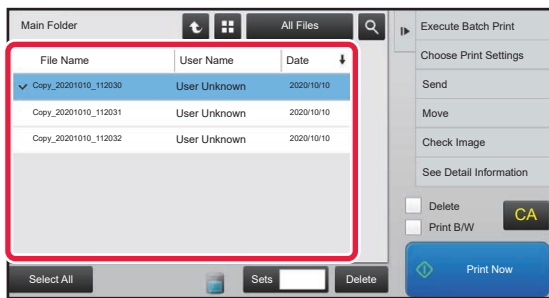 Main Folder
All Files
File Name User Name Date
Copy_20201010_112030 User Unknown 2020/10/10
Copy_20201010_112031 User Unknown 2020/10/10
Copy_20201010_112032 User Unknown 2020/10/10
Select All
Sets
Delete
Execute Batch Print
Choose Print Settings
Send
Move
Check Image
See Detail Information
Delete
Print B/W
CA
Print Now